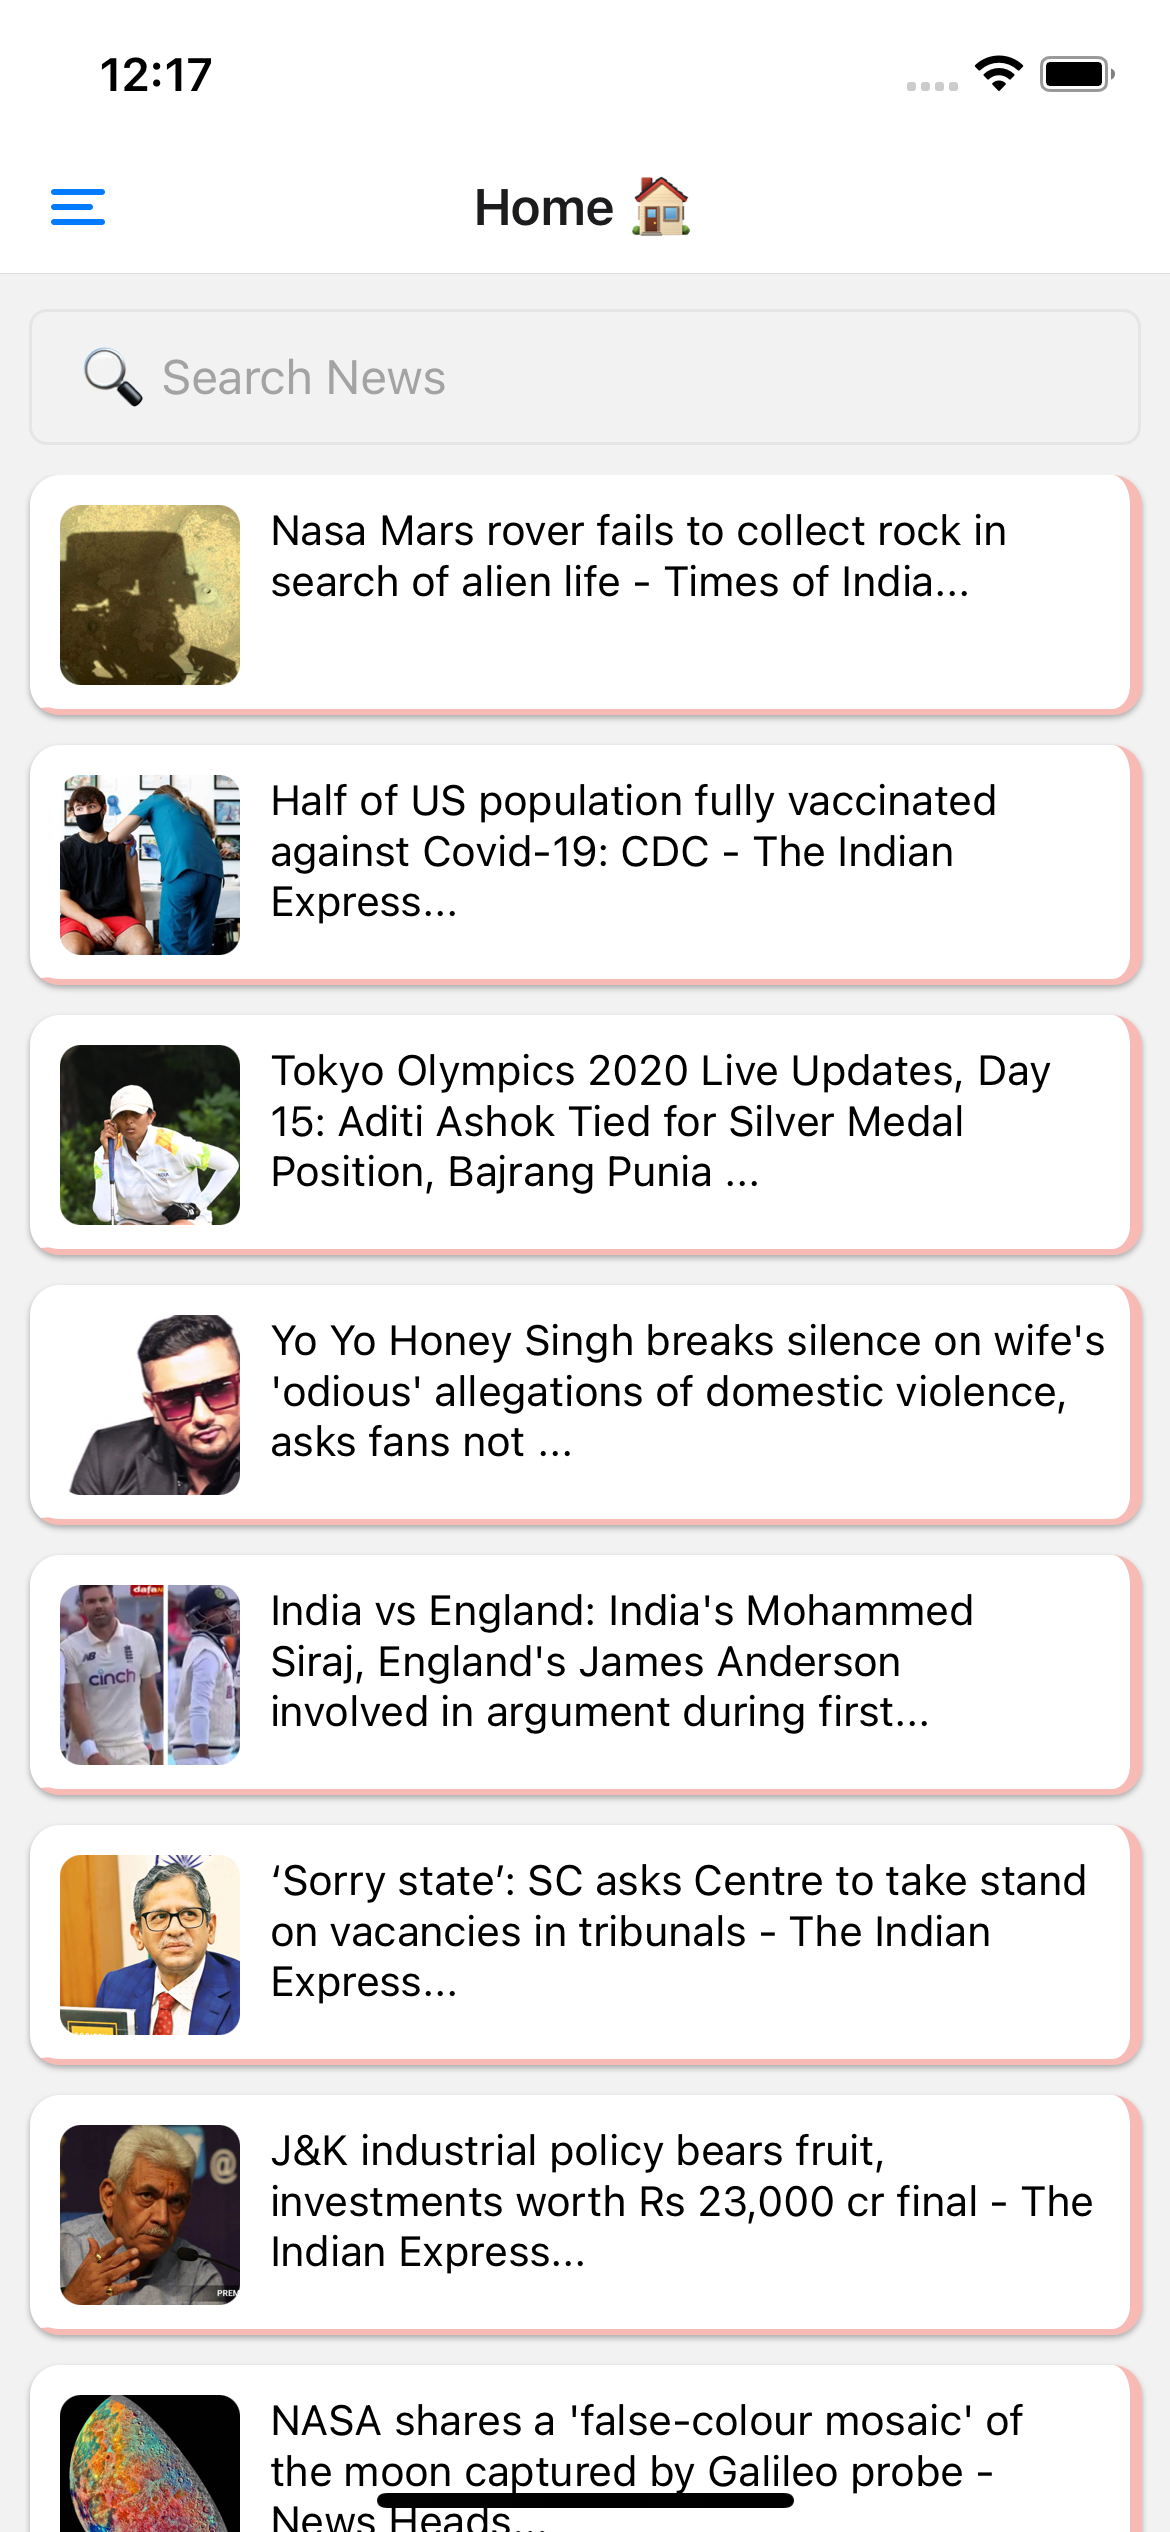 12:17
Home
Search News
Nasa Mars rover fails to collect rock in
search of alien life - Times of India...
Half of US population fully vaccinated
against Covid-19: CDC - The Indian
Express...
Tokyo Olympics 2020 Live Updates, Day
15: Aditi Ashok Tied for Silver Medal
Position, Bajrang Punia ...
Yo Yo Honey Singh breaks silence on wife's
'odious' allegations of domestic violence,
asks fans not ...
dafa
cinch
India vs England: India's Mohammed
Siraj, England's James Anderson
involved in argument during first...
‘Sorry state’: SC asks Centre to take stand
on vacancies in tribunals - The Indian
Express...
@
PREM
J&K industrial policy bears fruit,
investments worth Rs 23,000 cr final - The
Indian Express...
NASA shares a 'false-colour mosaic' of
the moon captured by Galileo probe -
News Heads...